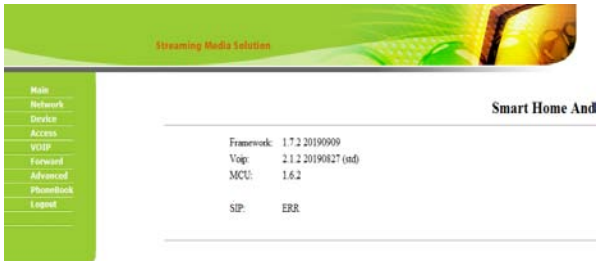 Streaming Media Solution
Main
Network
Device
Access
VOIP
Forward
Advanced
PhoneBook
Logout
Smart Home And
Framework: 1.7.2 20190909
Voip: 2.1.2 20190827 (std)
MCU: 1.6.2
SIP: ERR